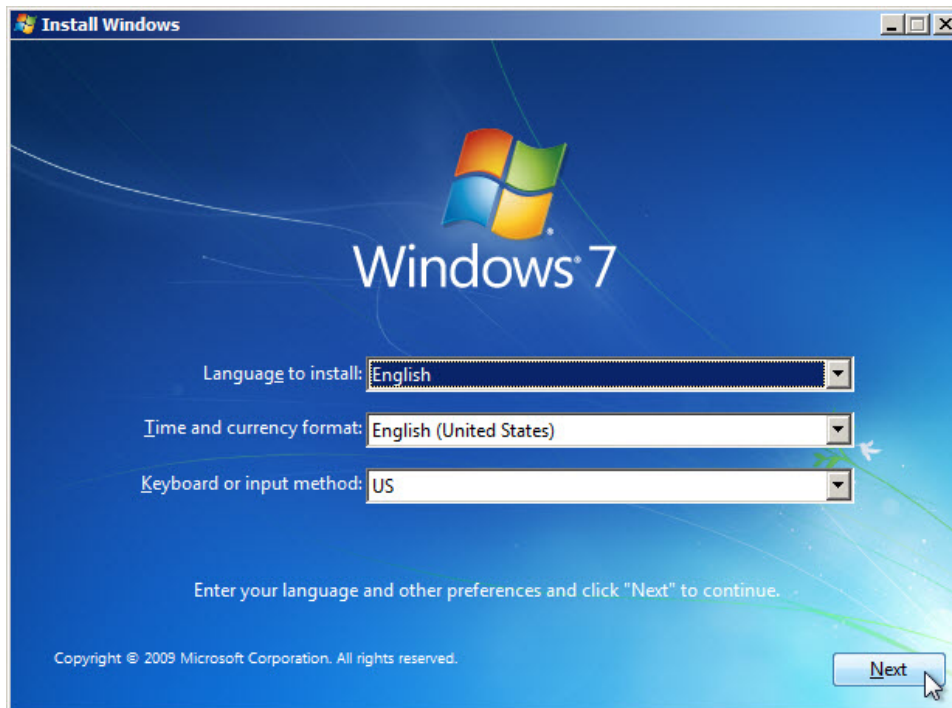 Install Windows
Windows® 7
Language to install: English
Time and currency format: English (United States)
Keyboard or input method: US
Enter your language and other preferences and click "Next" to continue.
Copyright © 2009 Microsoft Corporation. All rights reserved.
Next